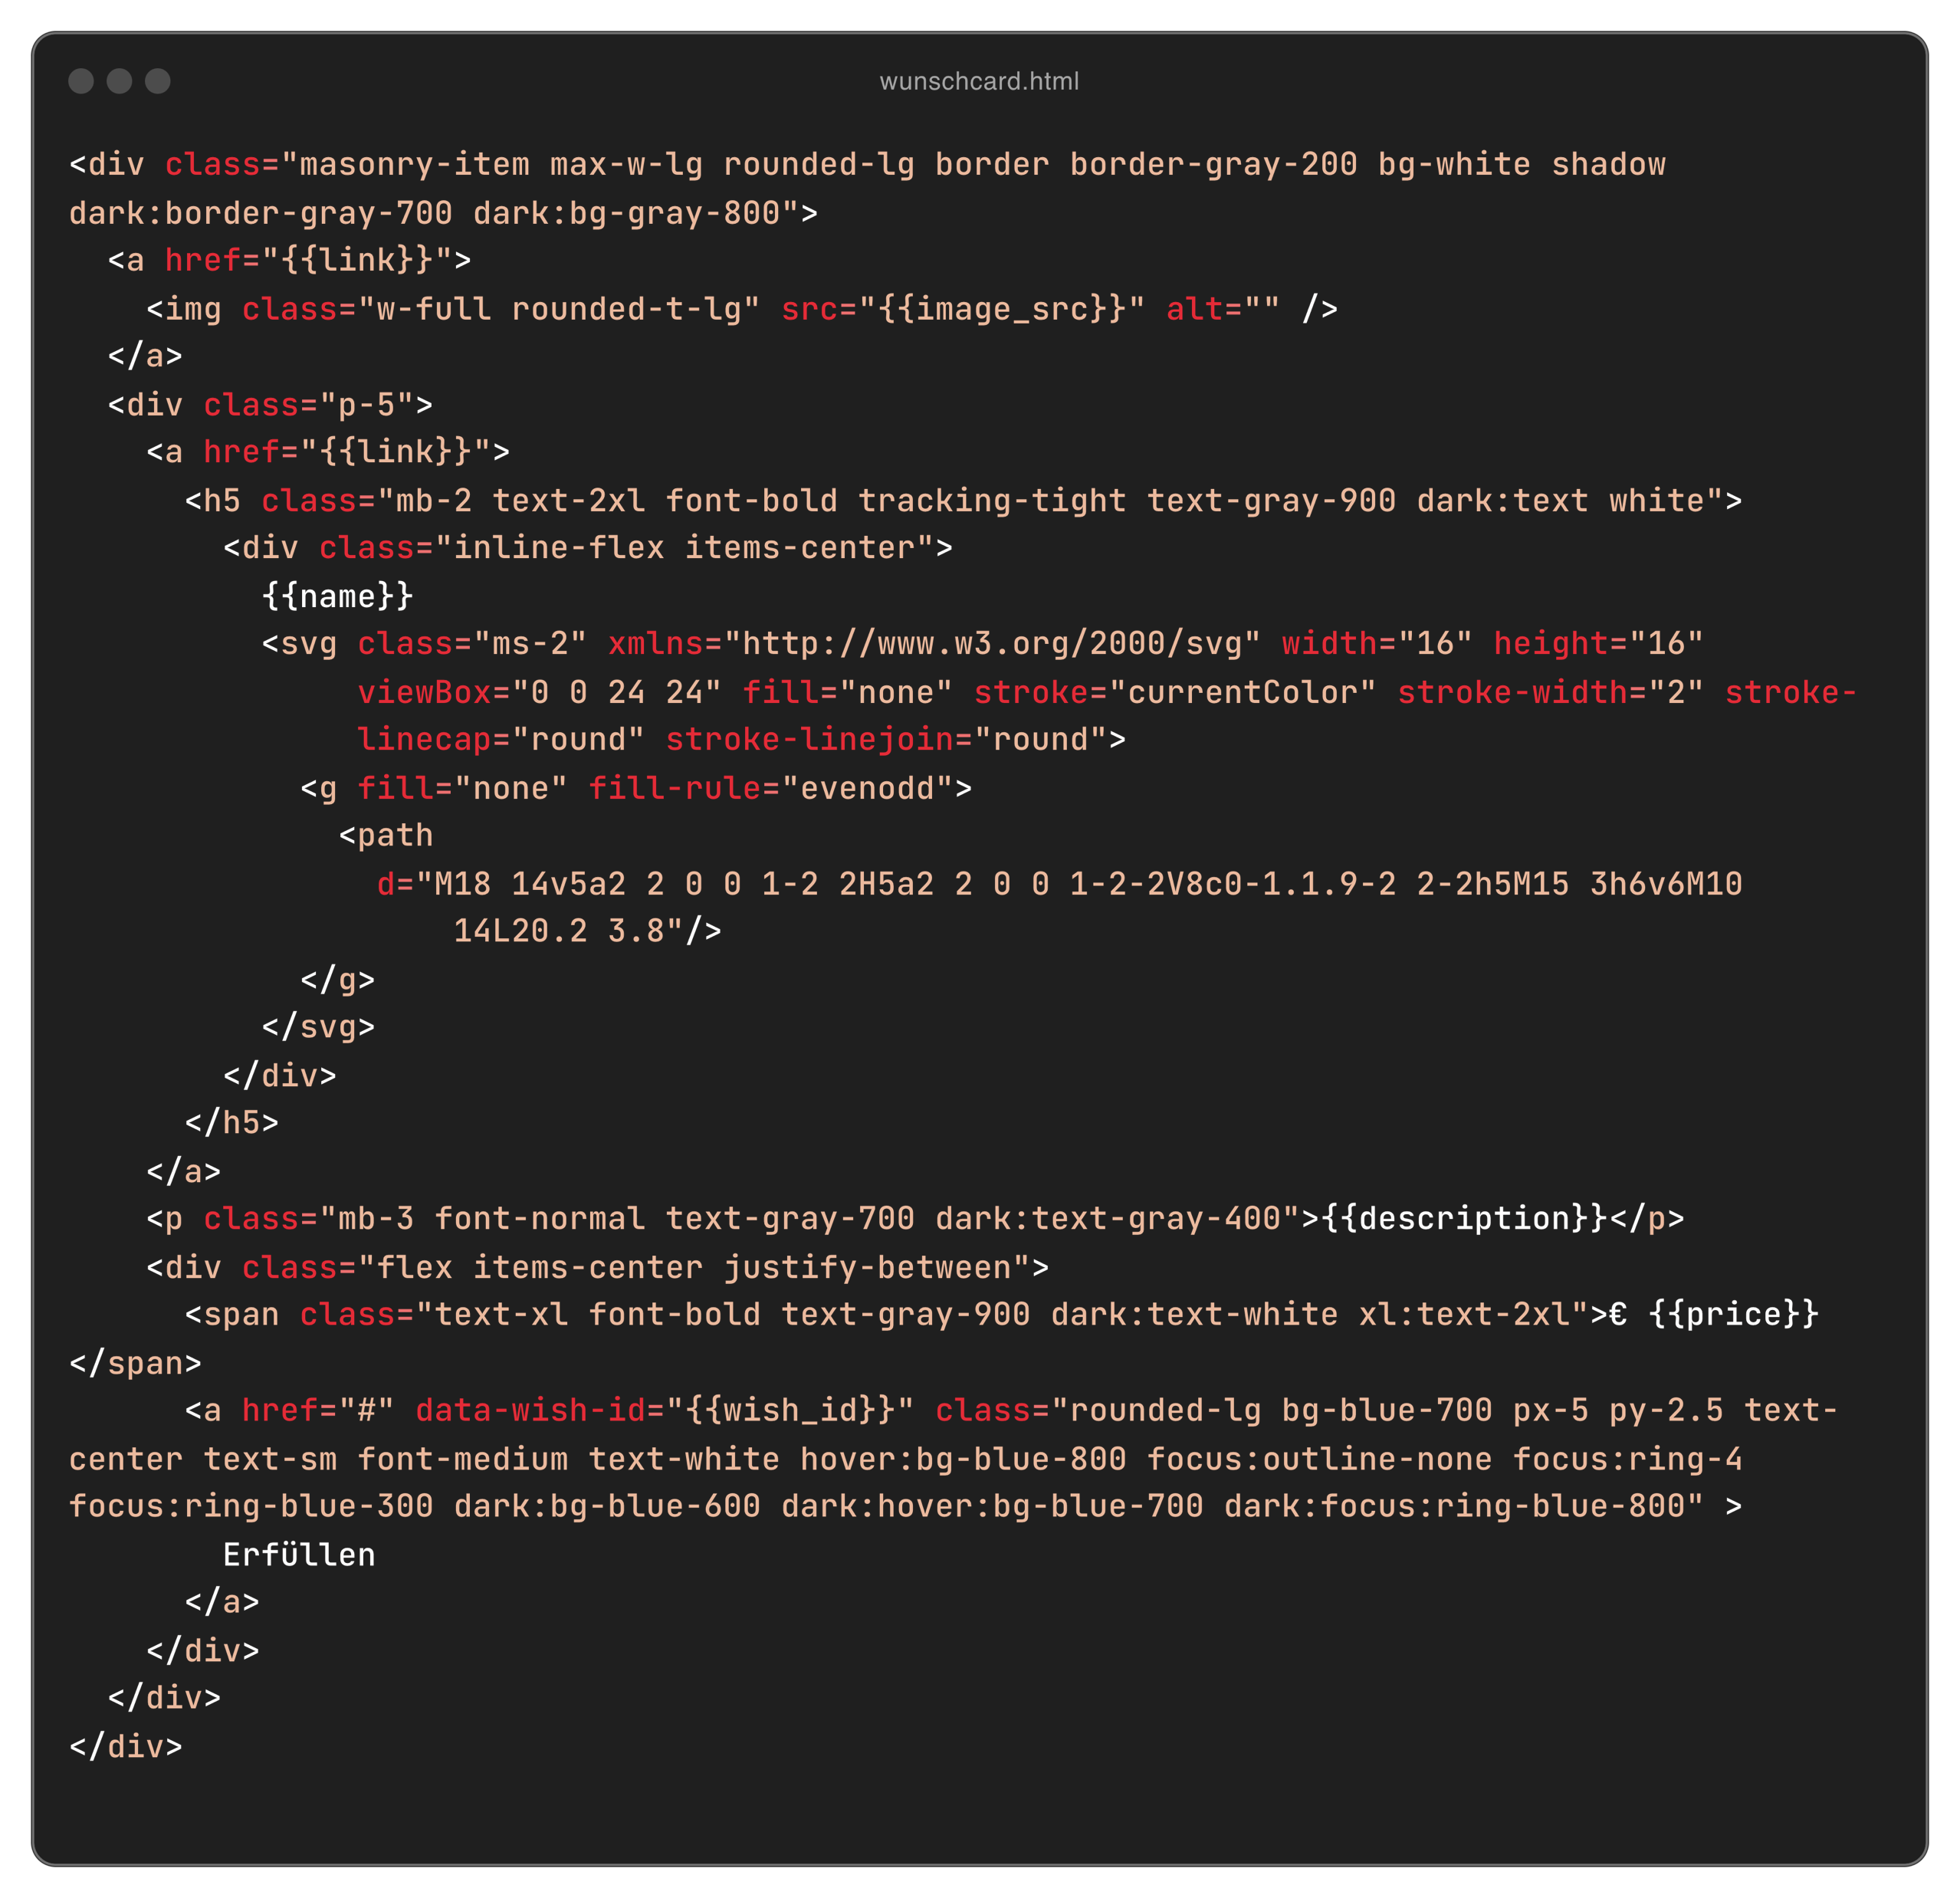 wunschcard.html
<div class="masonry-item max-w-lg rounded-lg border border-gray-200 bg-white shadow
dark:border-gray-700 dark:bg-gray-800">
  <a href="{{link}}">
    <img class="w-full rounded-t-lg" src="{{image_src}}" alt="" />
  </a>
  <div class="p-5">
    <a href="{{link}}">
      <h5 class="mb-2 text-2xl font-bold tracking-tight text-gray-900 dark:text white">
        <div class="inline-flex items-center">
          {{name}}
          <svg class="ms-2" xmlns="http://www.w3.org/2000/svg" width="16" height="16"
               viewBox="0 0 24 24" fill="none" stroke="currentColor" stroke-width="2" stroke-
               linecap="round" stroke-linejoin="round">
            <g fill="none" fill-rule="evenodd">
              <path
                d="M18 14v5a2 2 0 0 1-2 2H5a2 2 0 0 1-2-2V8c0-1.1.9-2 2-2h5M15 3h6v6M10
                    14L20.2 3.8"/>
            </g>
          </svg>
        </div>
      </h5>
    </a>
    <p class="mb-3 font-normal text-gray-700 dark:text-gray-400">{{description}}</p>
    <div class="flex items-center justify-between">
      <span class="text-xl font-bold text-gray-900 dark:text-white xl:text-2xl">€ {{price}}
</span>
      <a href="#" data-wish-id="{{wish_id}}" class="rounded-lg bg-blue-700 px-5 py-2.5 text-
center text-sm font-medium text-white hover:bg-blue-800 focus:outline-none focus:ring-4
focus:ring-blue-300 dark:bg-blue-600 dark:hover:bg-blue-700 dark:focus:ring-blue-800" >
        Erfüllen
      </a>
    </div>
  </div>
</div>